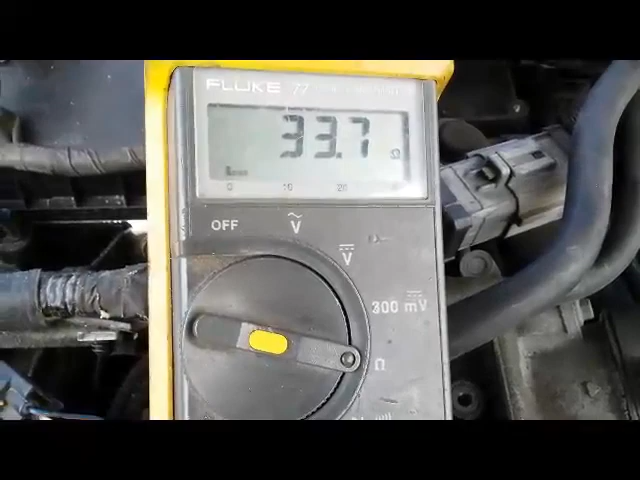 FLUKE 77
33.7 Ω
0 10 20
OFF
~
V
V
300 mV
Ω